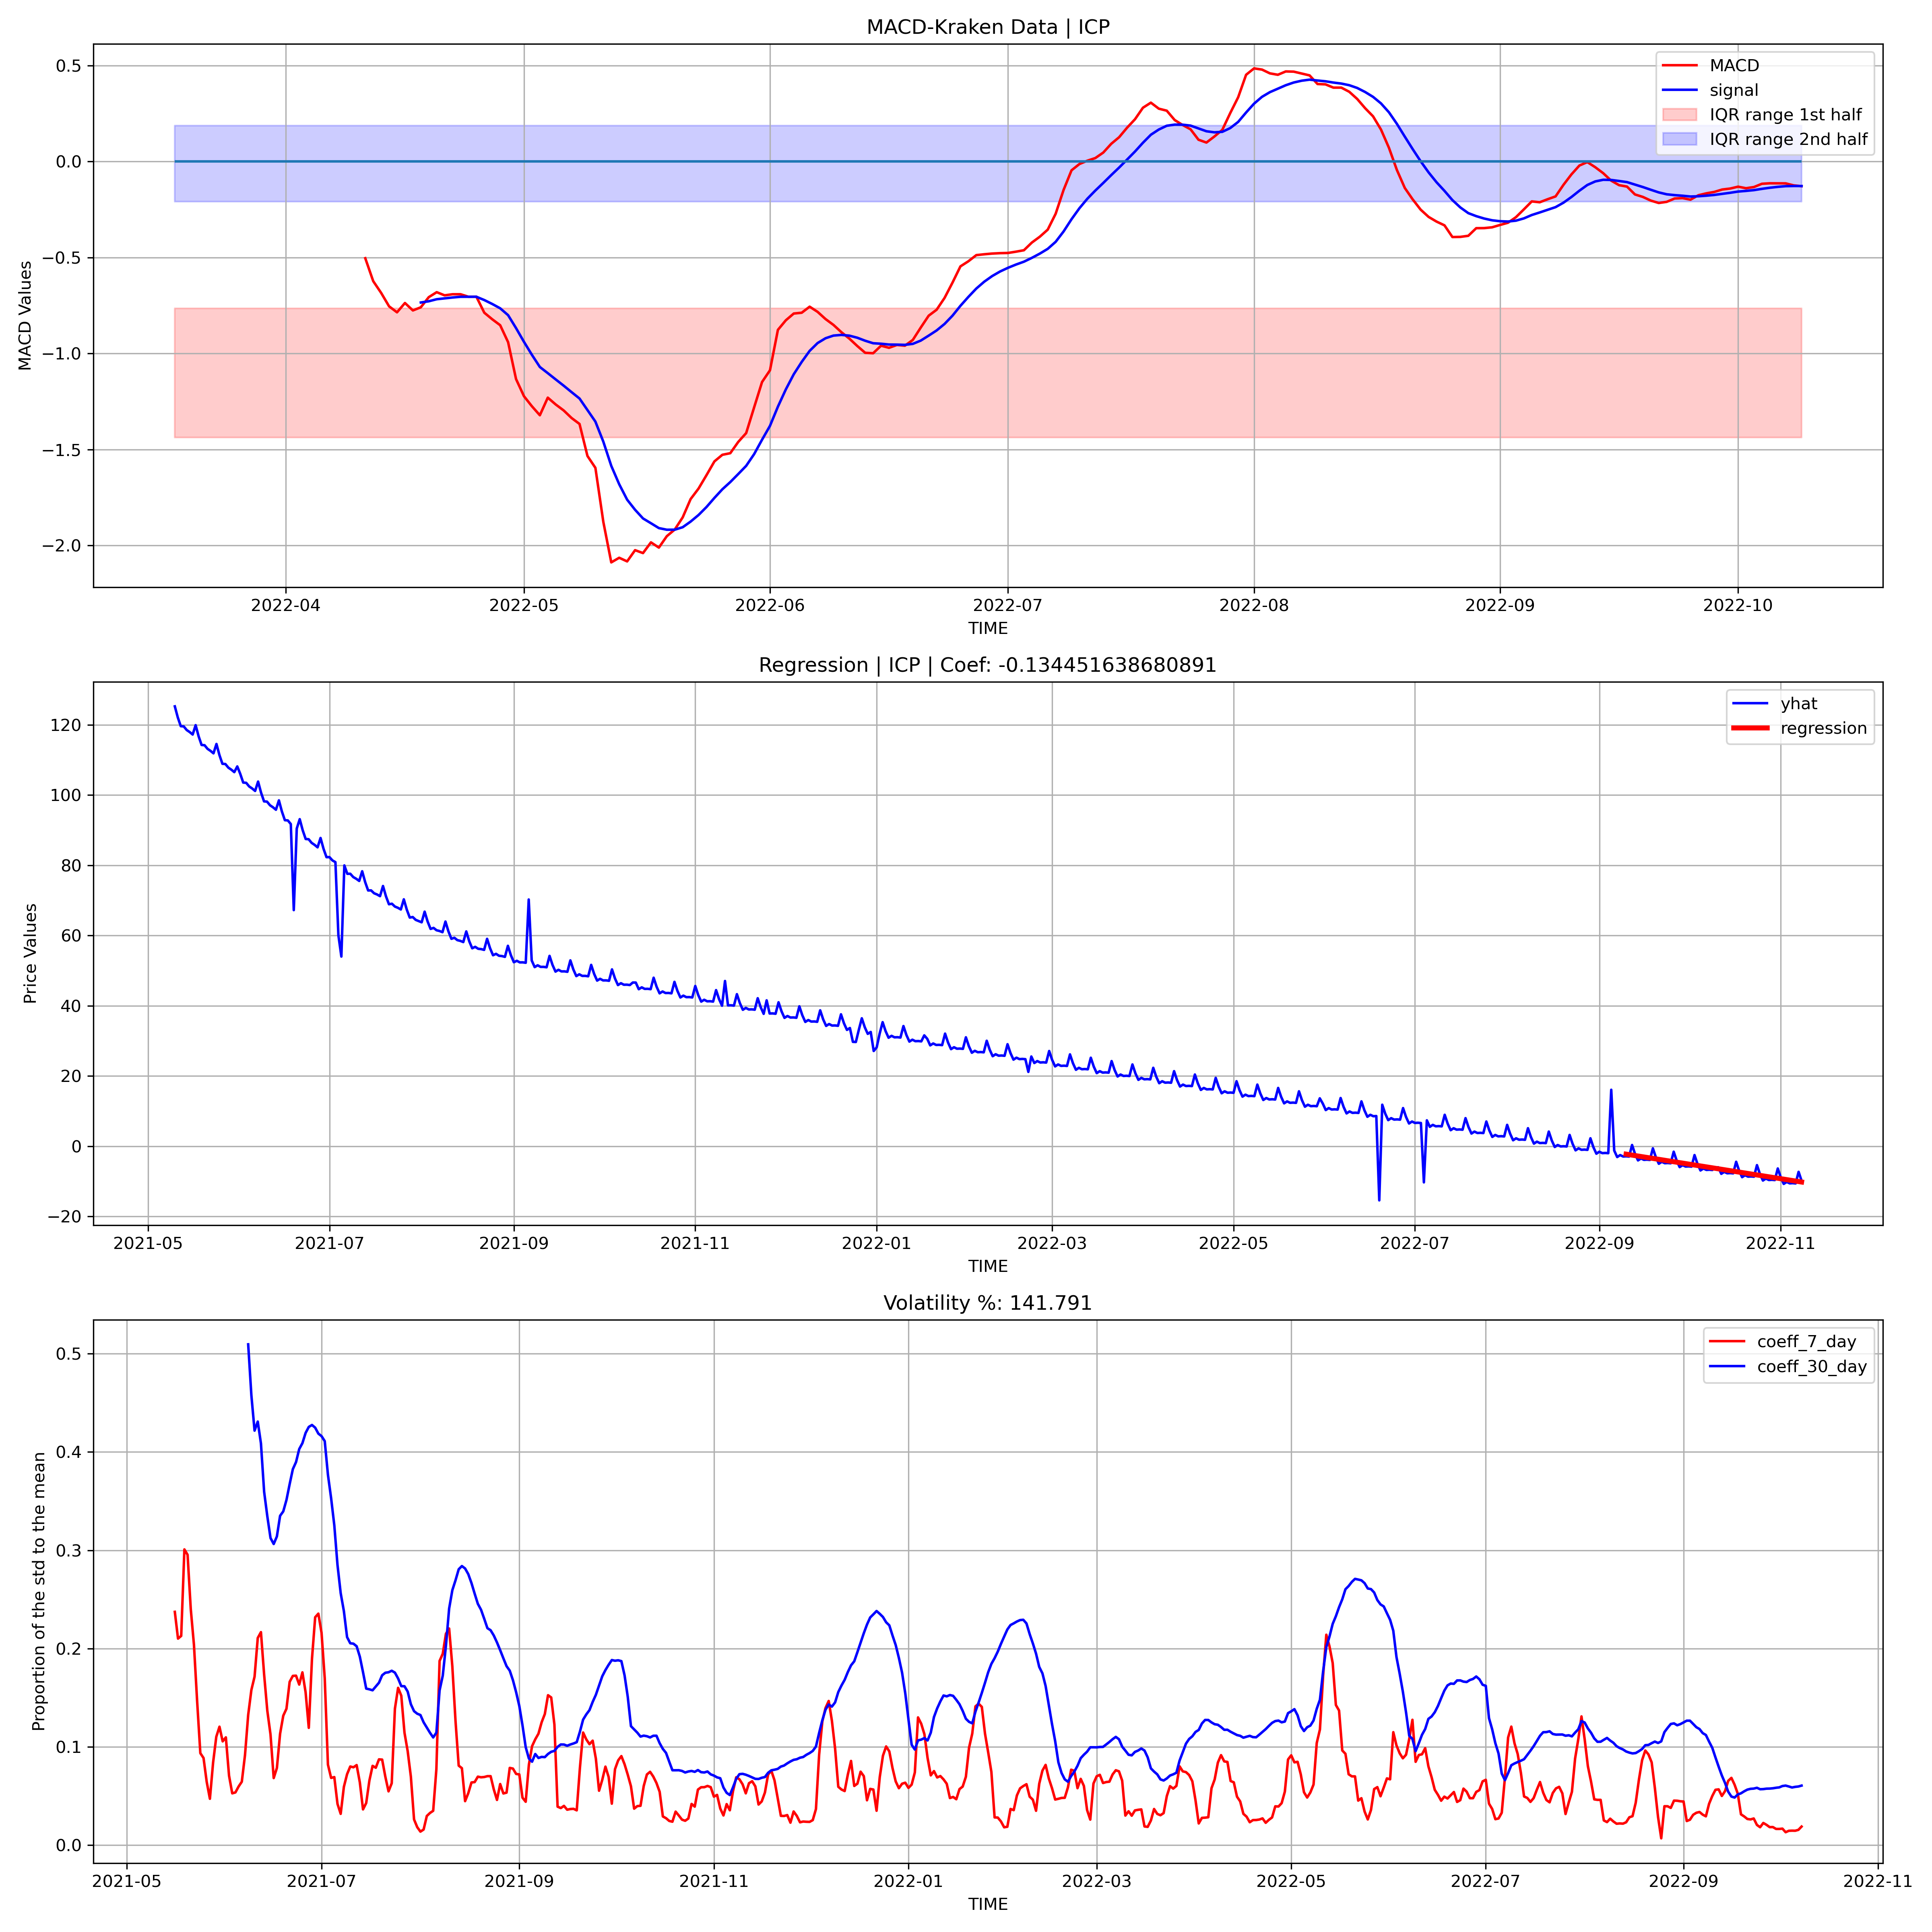 MACD-Kraken Data | ICP
MACD Values
0.5
0.0
−0.5
−1.0
−1.5
−2.0
MACD
signal
IQR range 1st half
IQR range 2nd half
2022-04 2022-05 2022-06 2022-07 2022-08 2022-09 2022-10
TIME
Regression | ICP | Coef: -0.134451638680891
Price Values
120
100
80
60
40
20
0
−20
yhat
regression
2021-05 2021-07 2021-09 2021-11 2022-01 2022-03 2022-05 2022-07 2022-09 2022-11
TIME
Volatility %: 141.791
Proportion of the std to the mean
0.5
0.4
0.3
0.2
0.1
0.0
coeff_7_day
coeff_30_day
2021-05 2021-07 2021-09 2021-11 2022-01 2022-03 2022-05 2022-07 2022-09 2022-11
TIME